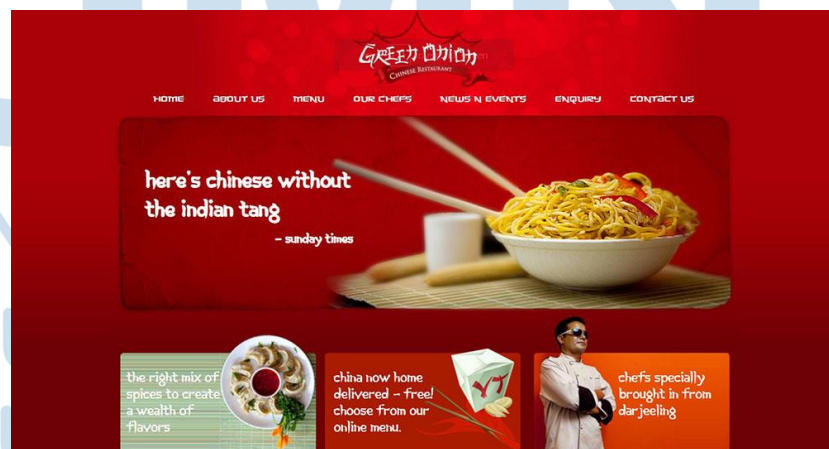 GREEN ONION
CHINESE RESTAURANT
HOME ABOUT US MENU OUR CHEFS NEWS N EVENTS ENQUIRY CONTACT US
here's chinese without
the indian tang
- sunday times
the right mix of
spices to create
a wealth of
flavors
china now home
delivered - free!
choose from our
online menu.
chefs specially
brought in from
darjeeling